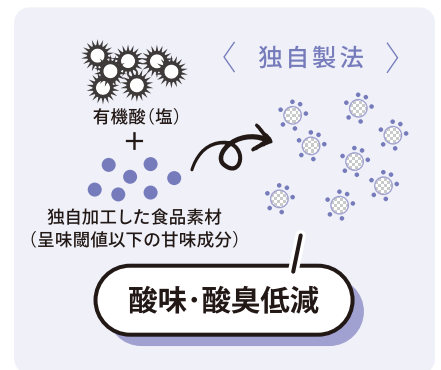 〈 独自製法 〉
有機酸（塩）
＋
独自加工した食品素材
（呈味閾値以下の甘味成分）
酸味・酸臭低減